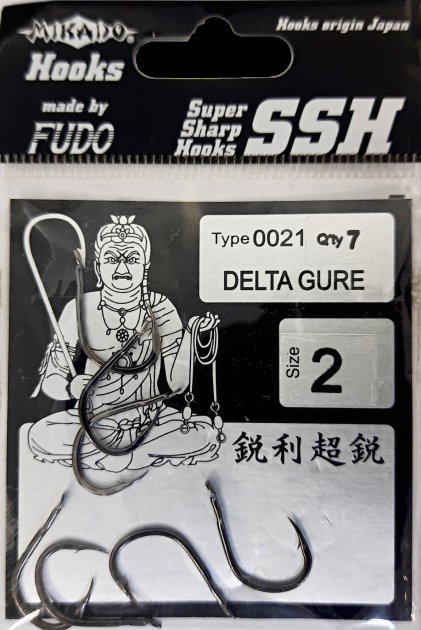 MIKADO
Hooks
Hooks origin Japan
made by
FUDO
Super
Sharp
Hooks
SSH
Type 0021 Q'ty 7
DELTA GURE
Size 2
鋭利超鋭